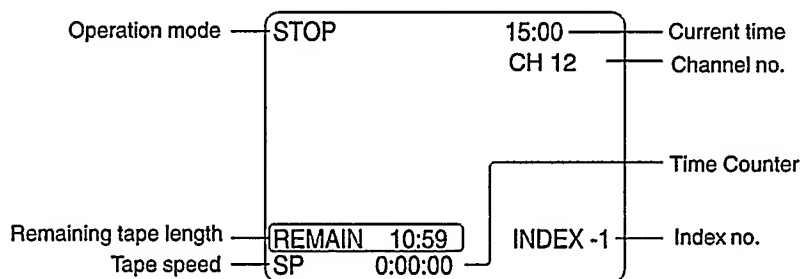 Operation mode STOP 15:00 Current time
CH 12 Channel no.
Time Counter
Remaining tape length REMAIN 10:59 INDEX -1 Index no.
Tape speed SP 0:00:00